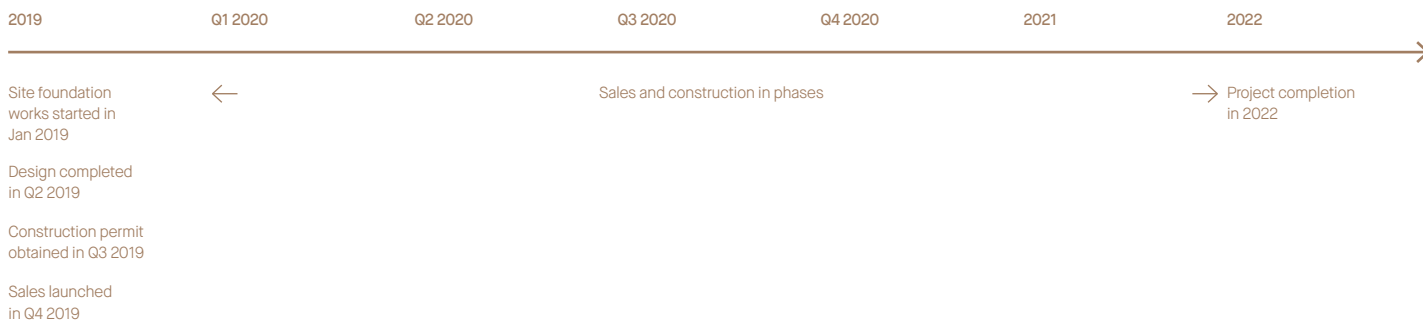 2019 Q1 2020 Q2 2020 Q3 2020 Q4 2020 2021 2022
Site foundation
works started in
Jan 2019
Design completed
in Q2 2019
Construction permit
obtained in Q3 2019
Sales launched
in Q4 2019
Sales and construction in phases
Project completion
in 2022